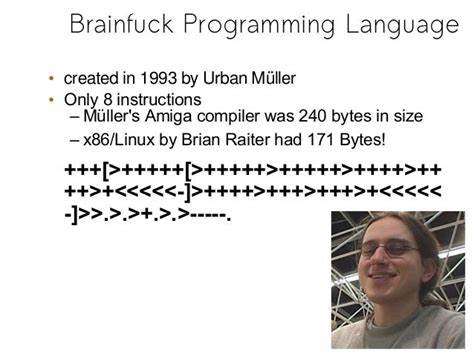 Brainfuck Programming Language
• created in 1993 by Urban Müller
• Only 8 instructions
– Müller's Amiga compiler was 240 bytes in size
– x86/Linux by Brian Raiter had 171 Bytes!
+++[>+++++[>+++++>+++++>++++>++
++>+<<<<<-]>++++>+++>+++>+<<<<<
-]>>.>.>+.>.>-----.